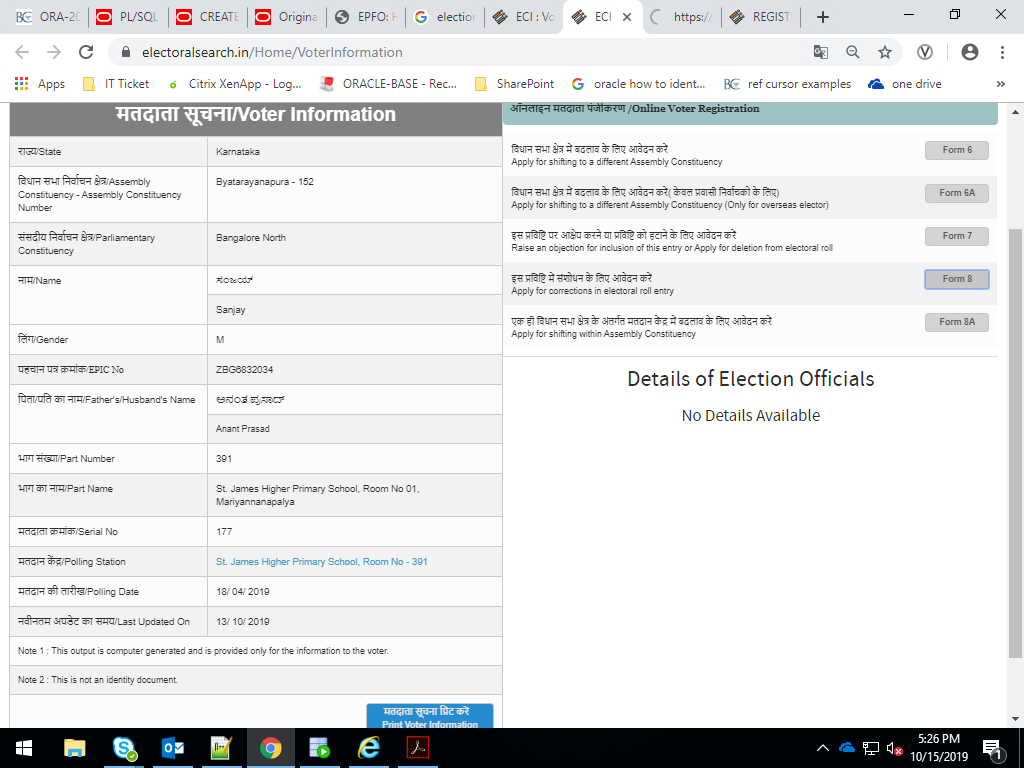 ORA-20
PL/SQL
CREATE
Origina
EPFO: H
election
ECI : Vo
ECI
https:/
REGIST
electoralsearch.in/Home/VoterInformation
Apps
IT Ticket
Citrix XenApp - Log...
ORACLE-BASE - Rec...
SharePoint
oracle how to ident...
ref cursor examples
one drive
»
मतदाता सूचना/Voter Information
राज्य/State
Karnataka
विधान सभा निर्वाचन क्षेत्र/Assembly
Constituency - Assembly Constituency
Number
Byatarayanapura - 152
संसदीय निर्वाचन क्षेत्र/Parliamentary
Constituency
Bangalore North
नाम/Name
ಸಂಜಯ್
Sanjay
लिंग/Gender
M
पहचान पत्र क्रमांक/EPIC No
ZBG6832034
पिता/पति का नाम/Father's/Husband's Name
ಅನಂತ ಪ್ರಸಾದ್
Anant Prasad
भाग संख्या/Part Number
391
भाग का नाम/Part Name
St. James Higher Primary School, Room No 01,
Mariyannanapalya
मतदाता क्रमांक/Serial No
177
मतदान केंद्र/Polling Station
St. James Higher Primary School, Room No - 391
मतदान की तारीख/Polling Date
18/ 04/ 2019
नवीनतम अपडेट का समय/Last Updated On
13/ 10/ 2019
Note 1 : This output is computer generated and is provided only for the information to the voter.
Note 2 : This is not an identity document.
मतदाता सूचना प्रिंट करें
Print Voter Information
ऑनलाइन मतदाता पंजीकरण /Online Voter Registration
विधान सभा क्षेत्र में बदलाव के लिए आवेदन करे
Apply for shifting to a different Assembly Constituency
Form 6
विधान सभा क्षेत्र में बदलाव के लिए आवेदन करे( केवल प्रवासी निर्वाचको के लिए)
Apply for shifting to a different Assembly Constituency (Only for overseas elector)
Form 6A
इस प्रविष्टि पर आक्षेप करने या प्रविष्टि को हटाने के लिए आवेदन करे
Raise an objection for inclusion of this entry or Apply for deletion from electoral roll
Form 7
इस प्रविष्टि में संशोधन के लिए आवेदन करे
Apply for corrections in electoral roll entry
Form 8
एक ही विधान सभा क्षेत्र के अंतर्गत मतदान केंद्र में बदलाव के लिए आवेदन करे
Apply for shifting within Assembly Constituency
Form 8A
Details of Election Officials
No Details Available
5:26 PM
10/15/2019
1